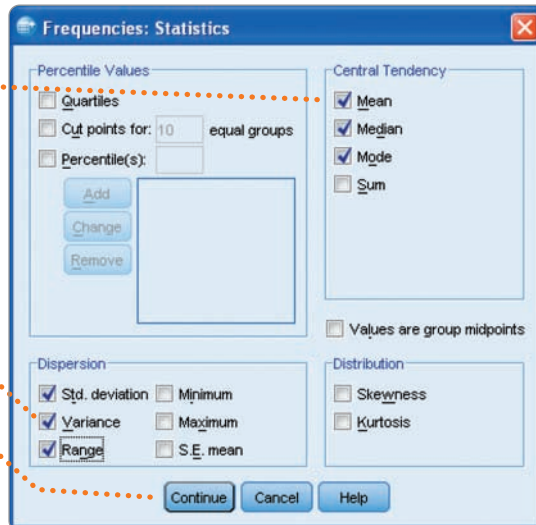 Frequencies: Statistics
Percentile Values
Quartiles
Cut points for: 10 equal groups
Percentile(s):
Add
Change
Remove
Central Tendency
Mean
Median
Mode
Sum
Values are group midpoints
Dispersion
Std. deviation
Minimum
Variance
Maximum
Range
S.E. mean
Distribution
Skewness
Kurtosis
Continue
Cancel
Help